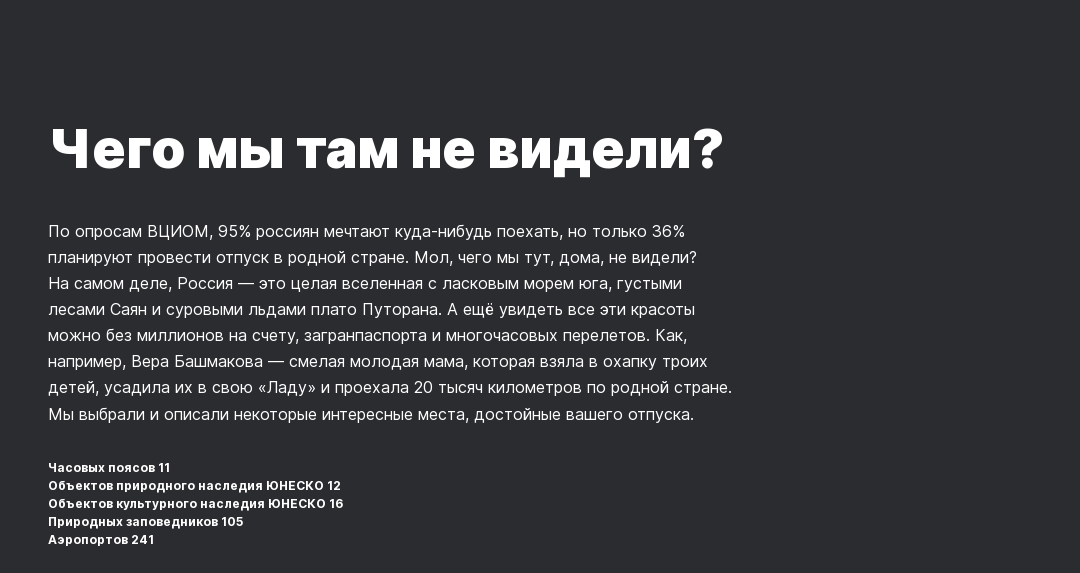 Чего мы там не видели?
По опросам ВЦИОМ, 95% россиян мечтают куда-нибудь поехать, но только 36%
планируют провести отпуск в родной стране. Мол, чего мы тут, дома, не видели?
На самом деле, Россия — это целая вселенная с ласковым морем юга, густыми
лесами Саян и суровыми льдами плато Путорана. А ещё увидеть все эти красоты
можно без миллионов на счету, загранпаспорта и многочасовых перелетов. Как,
например, Вера Башмакова — смелая молодая мама, которая взяла в охапку троих
детей, усадила их в свою «Ладу» и проехала 20 тысяч километров по родной стране.
Мы выбрали и описали некоторые интересные места, достойные вашего отпуска.
Часовых поясов 11
Объектов природного наследия ЮНЕСКО 12
Объектов культурного наследия ЮНЕСКО 16
Природных заповедников 105
Аэропортов 241